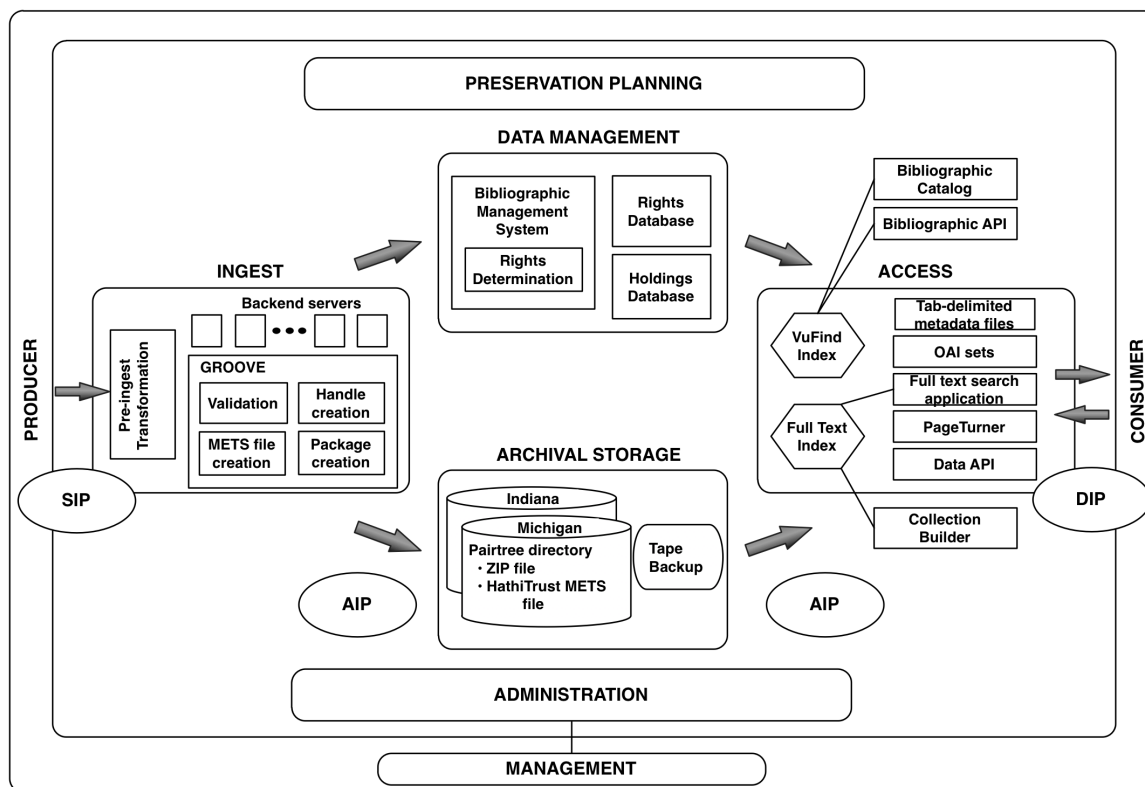 PRESERVATION PLANNING
DATA MANAGEMENT
Bibliographic
Management
System
Rights
Determination
Rights
Database
Holdings
Database
INGEST
Backend servers
Pre-ingest
Transformation
GROOVE
Validation
Handle
creation
METS file
creation
Package
creation
PRODUCER
SIP
AIP
ARCHIVAL STORAGE
Indiana
Michigan
Pairtree directory
· ZIP file
· HathiTrust METS
file
Tape
Backup
AIP
ACCESS
Bibliographic
Catalog
Bibliographic API
VuFind
Index
Tab-delimited
metadata files
OAI sets
Full text search
application
Full Text
Index
PageTurner
Data API
Collection
Builder
CONSUMER
DIP
ADMINISTRATION
MANAGEMENT